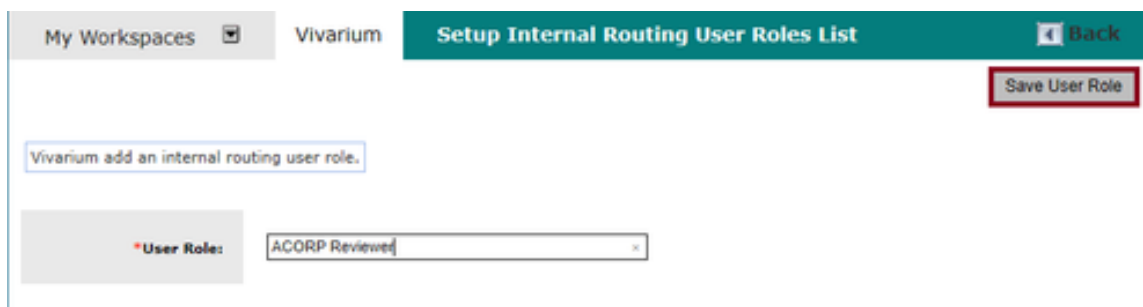 My Workspaces Vivarium Setup Internal Routing User Roles List Back
Save User Role
Vivarium add an internal routing user role.
*User Role: ACORP Reviewer ×